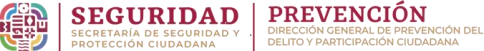 SEGURIDAD
SECRETARÍA DE SEGURIDAD Y
PROTECCIÓN CIUDADANA
.
PREVENCIÓN
DIRECCIÓN GENERAL DE PREVENCIÓN DEL
DELITO Y PARTICIPACIÓN CIUDADANA